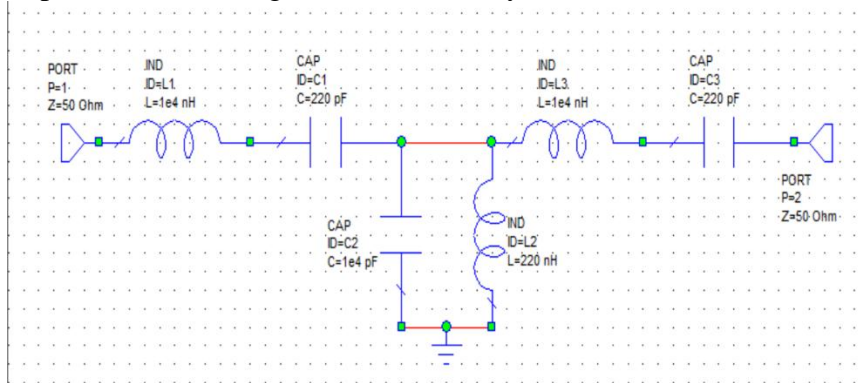 PORT
P=1
Z=50 Ohm
IND
ID=L1
L=1e4 nH
CAP
ID=C1
C=220 pF
IND
ID=L3
L=1e4 nH
CAP
ID=C3
C=220 pF
PORT
P=2
Z=50 Ohm
CAP
ID=C2
C=1e4 pF
IND
ID=L2
L=220 nH